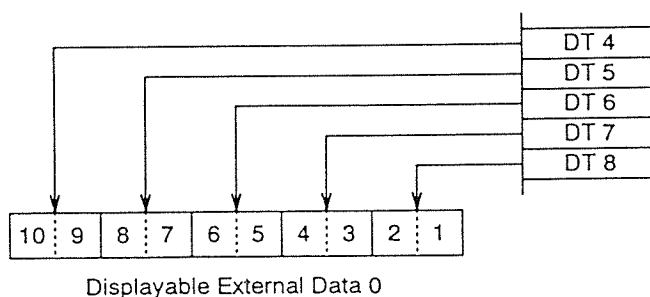 DT 4
DT 5
DT 6
DT 7
DT 8
10 9 8 7 6 5 4 3 2 1
Displayable External Data 0